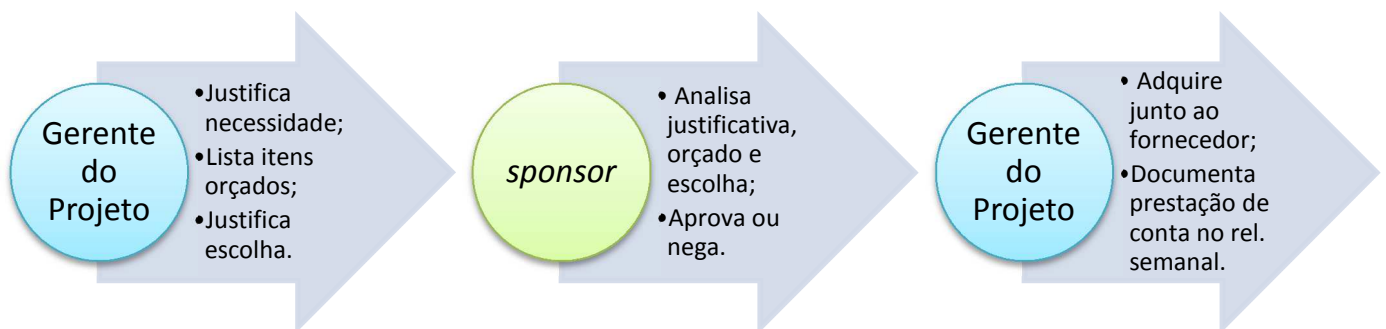 Gerente
do
Projeto
•Justifica
necessidade;
•Lista itens
orçados;
•Justifica
escolha.
sponsor
• Analisa
justificativa,
orçado e
escolha;
•Aprova ou
nega.
Gerente
do
Projeto
• Adquire
junto ao
fornecedor;
•Documenta
prestação de
conta no rel.
semanal.